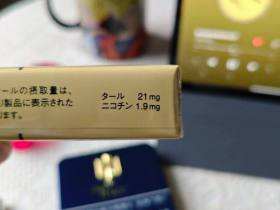 ールの摂取量は、
製品に表示された
ります。
タール 21mg
ニコチン 1.9mg